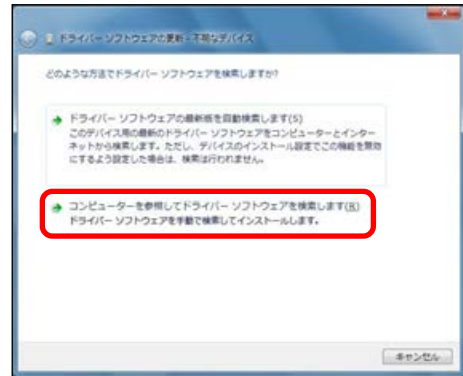 ドライバー ソフトウェアの更新 - 不明なデバイス
どのような方法でドライバー ソフトウェアを検索しますか?
ドライバー ソフトウェアの最新版を自動検索します(S)
このデバイス用の最新のドライバー ソフトウェアをコンピューターとインター
ネットから検索します。ただし、デバイスのインストール設定でこの機能を無効
にするよう設定した場合は、検索は行われません。
コンピューターを参照してドライバー ソフトウェアを検索します(R)
ドライバー ソフトウェアを手動で検索してインストールします。
キャンセル